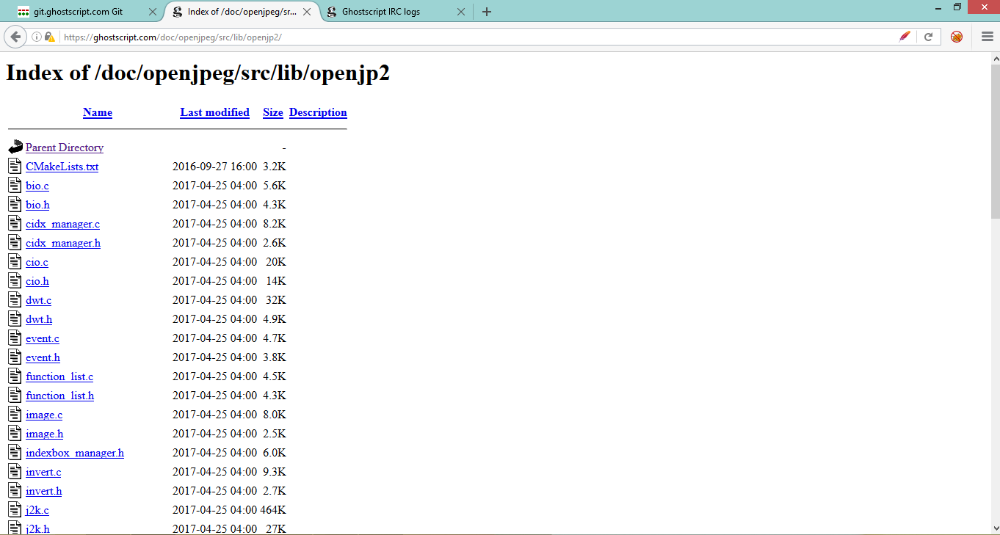 git.ghostscript.com Git
Index of /doc/openjpeg/sr...
Ghostscript IRC logs
https://ghostscript.com/doc/openjpeg/src/lib/openjp2/
Index of /doc/openjpeg/src/lib/openjp2
Name Last modified Size Description
Parent Directory -
CMakeLists.txt 2016-09-27 16:00 3.2K
bio.c 2017-04-25 04:00 5.6K
bio.h 2017-04-25 04:00 4.3K
cidx_manager.c 2017-04-25 04:00 8.2K
cidx_manager.h 2017-04-25 04:00 2.6K
cio.c 2017-04-25 04:00 20K
cio.h 2017-04-25 04:00 14K
dwt.c 2017-04-25 04:00 32K
dwt.h 2017-04-25 04:00 4.9K
event.c 2017-04-25 04:00 4.7K
event.h 2017-04-25 04:00 3.8K
function_list.c 2017-04-25 04:00 4.5K
function_list.h 2017-04-25 04:00 4.3K
image.c 2017-04-25 04:00 8.0K
image.h 2017-04-25 04:00 2.5K
indexbox_manager.h 2017-04-25 04:00 6.0K
invert.c 2017-04-25 04:00 9.3K
invert.h 2017-04-25 04:00 2.7K
j2k.c 2017-04-25 04:00 464K
j2k.h 2017-04-25 04:00 27K